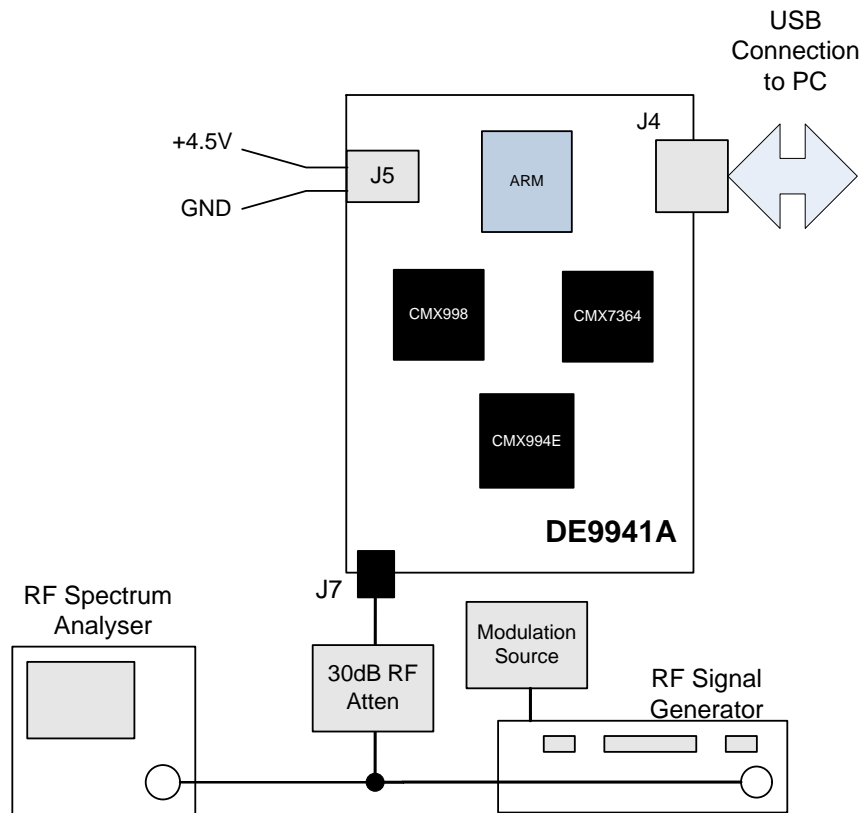 USB
Connection
to PC
J4
+4.5V
J5
ARM
GND
CMX998
CMX7364
CMX994E
DE9941A
J7
RF Spectrum
Analyser
Modulation
Source
30dB RF
Atten
RF Signal
Generator